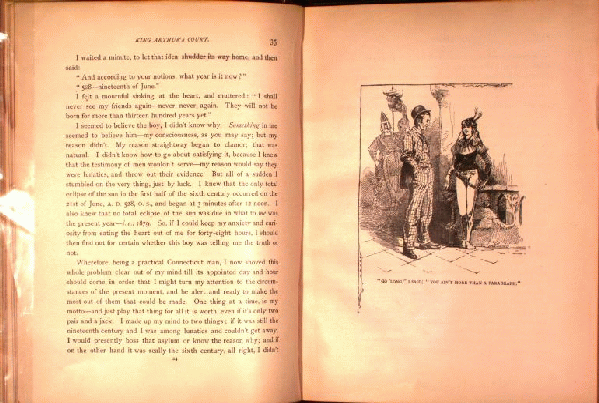 KING ARTHUR'S COURT. 35
I waited a minute, to let that idea shudder its way home, and then
said:
"And according to your notions, what year is it now?"
"528—nineteenth of June."
I felt a mournful sinking at the heart, and muttered: "I shall
never see my friends again—never, never again. They will not be
born for more than thirteen hundred years yet."
I seemed to believe the boy, I didn't know why. Something in me
seemed to believe him—my consciousness, as you may say; but my
reason didn't. My reason straightway began to clamor; that was
natural. I didn't know how to go about satisfying it, because I knew
that the testimony of men wouldn't serve—my reason would say they
were lunatics, and throw out their evidence. But all of a sudden I
stumbled on the very thing, just by luck. I knew that the only total
eclipse of the sun in the first half of the sixth century occurred on the
21st of June, A. D. 528, O. S., and began at 3 minutes after 12 noon. I
also knew that no total eclipse of the sun was due in what to me was
the present year—i.e., 1879. So, if I could keep my anxiety and curi-
osity from eating the heart out of me for forty-eight hours, I should
then find out for certain whether this boy was telling me the truth or
not.
Wherefore, being a practical Connecticut man, I now shoved this
whole problem clear out of my mind till its appointed day and hour
should come, in order that I might turn my attention to the circum-
stances of the present moment, and be alert and ready to make the
most out of them that could be made. One thing at a time, is my
motto—and just play that thing for all it is worth, even if it's only two
pair and a jack. I made up my mind to two things; if it was still the
nineteenth century and I was among lunatics and couldn't get away,
I would presently boss that asylum or know the reason why; and if
on the other hand it was really the sixth century, all right, I didn't
"GO 'LONG," I SAID; "YOU AIN'T MORE THAN A PARAGRAPH."